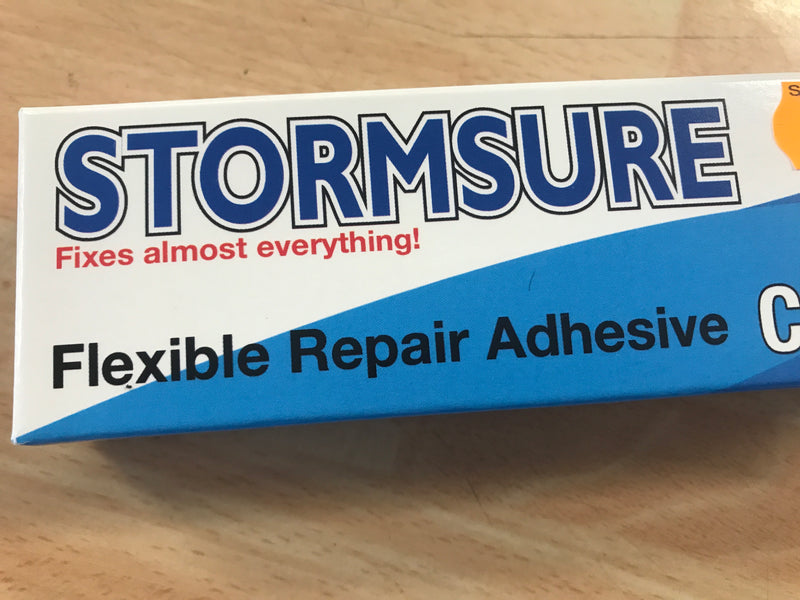 STORMSURE
Fixes almost everything!
Flexible Repair Adhesive